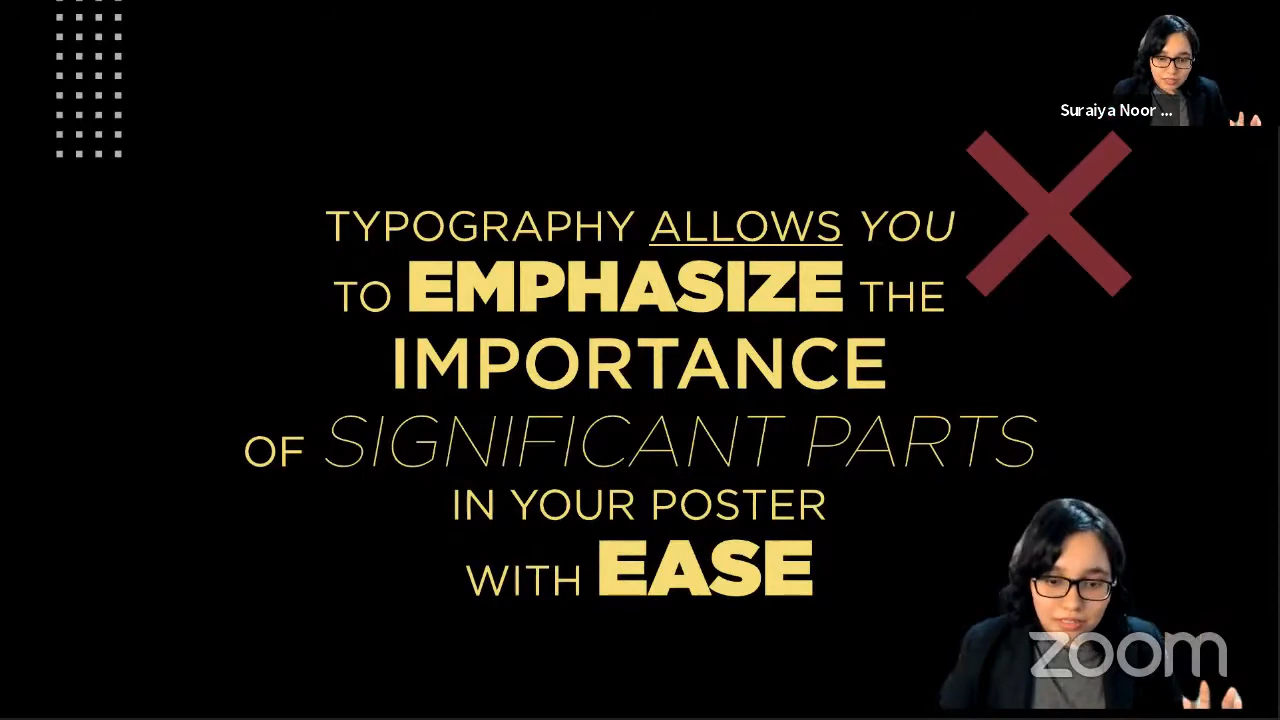 Suraiya Noor ...
TYPOGRAPHY ALLOWS YOU
TO EMPHASIZE THE
IMPORTANCE
OF SIGNIFICANT PARTS
IN YOUR POSTER
WITH EASE
zoom